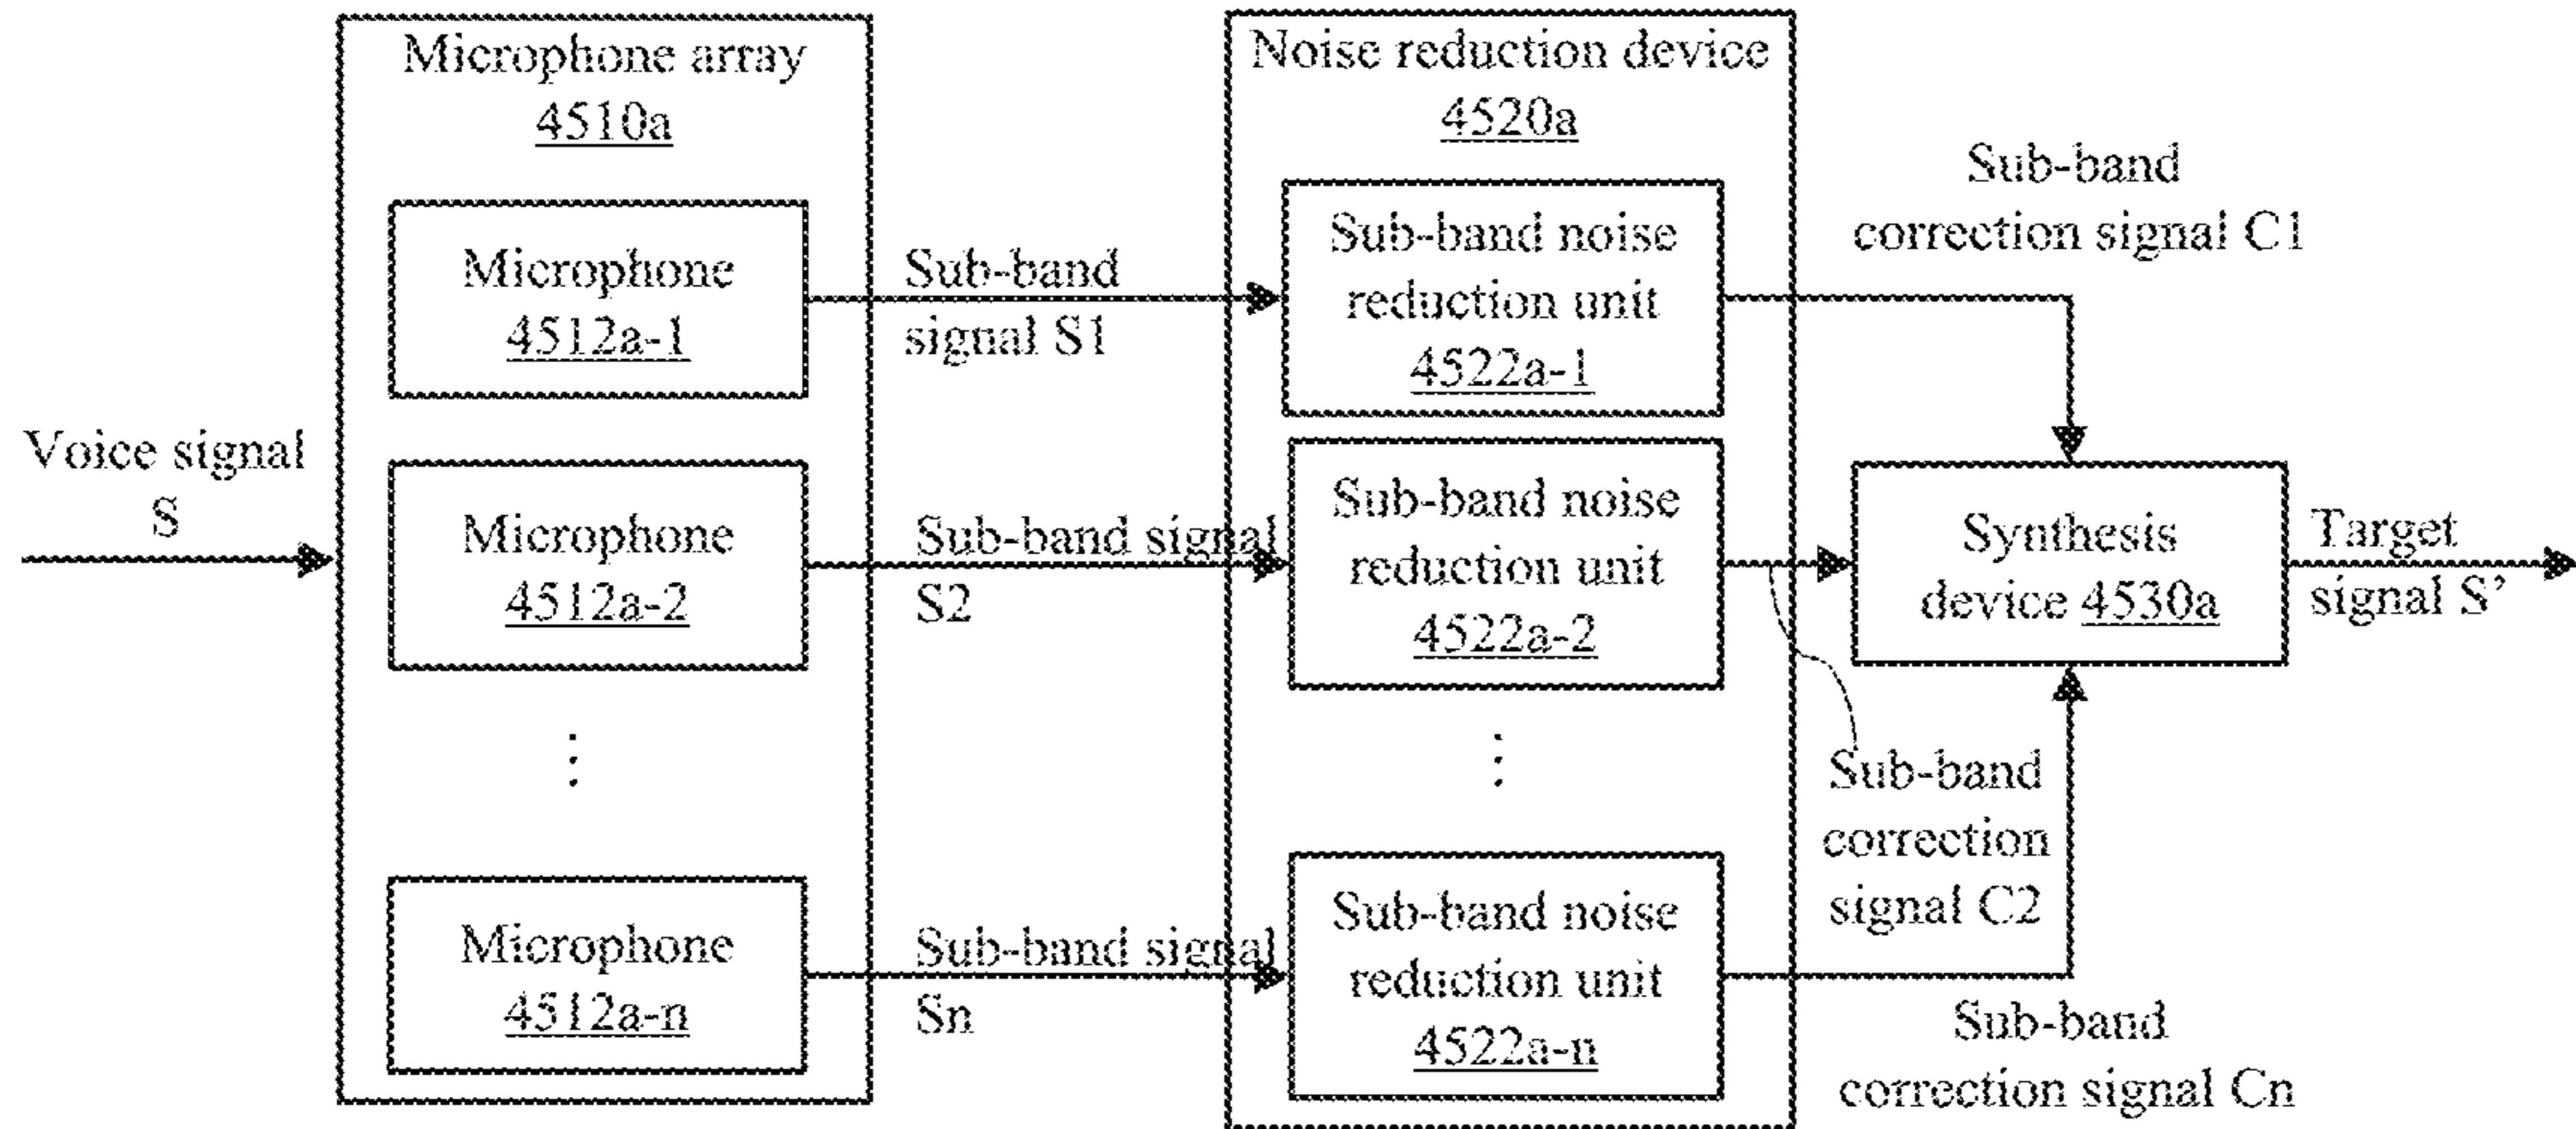 Microphone array
4510a
Microphone
4512a-1
Microphone
4512a-2
Microphone
4512a-n
Voice signal
S
Sub-band
signal S1
Sub-band signal
S2
Sub-band signal
Sn
Noise reduction device
4520a
Sub-band noise
reduction unit
4522a-1
Sub-band noise
reduction unit
4522a-2
Sub-band noise
reduction unit
4522a-n
Sub-band
correction signal C1
Synthesis
device 4530a
Target
signal S’
Sub-band
correction
signal C2
Sub-band
correction signal Cn